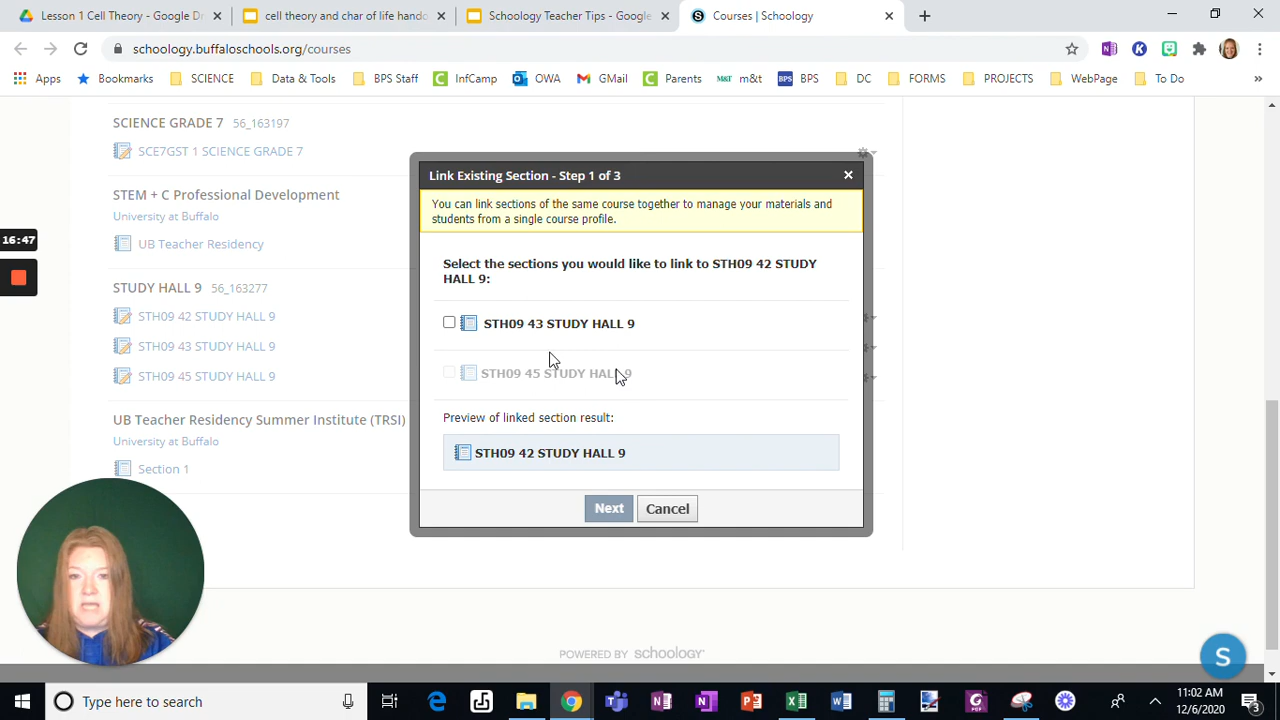 Lesson 1 Cell Theory - Google Dr
cell theory and char of life hando
Schoology Teacher Tips - Google
Courses | Schoology
schoology.buffaloschools.org/courses
Apps
Bookmarks
SCIENCE
Data & Tools
BPS Staff
InfCamp
OWA
GMail
Parents
m&t
BPS
DC
FORMS
PROJECTS
WebPage
To Do
SCIENCE GRADE 7 56_163197
SCE7GST 1 SCIENCE GRADE 7
STEM + C Professional Development
University at Buffalo
UB Teacher Residency
16:47
STUDY HALL 9 56_163277
STH09 42 STUDY HALL 9
STH09 43 STUDY HALL 9
STH09 45 STUDY HALL 9
UB Teacher Residency Summer Institute (TRSI)
University at Buffalo
Section 1
Link Existing Section - Step 1 of 3
You can link sections of the same course together to manage your materials and
students from a single course profile.
Select the sections you would like to link to STH09 42 STUDY
HALL 9:
STH09 43 STUDY HALL 9
STH09 45 STUDY HALL 9
Preview of linked section result:
STH09 42 STUDY HALL 9
Next
Cancel
POWERED BY schoology
S
Type here to search
11:02 AM
12/6/2020
3